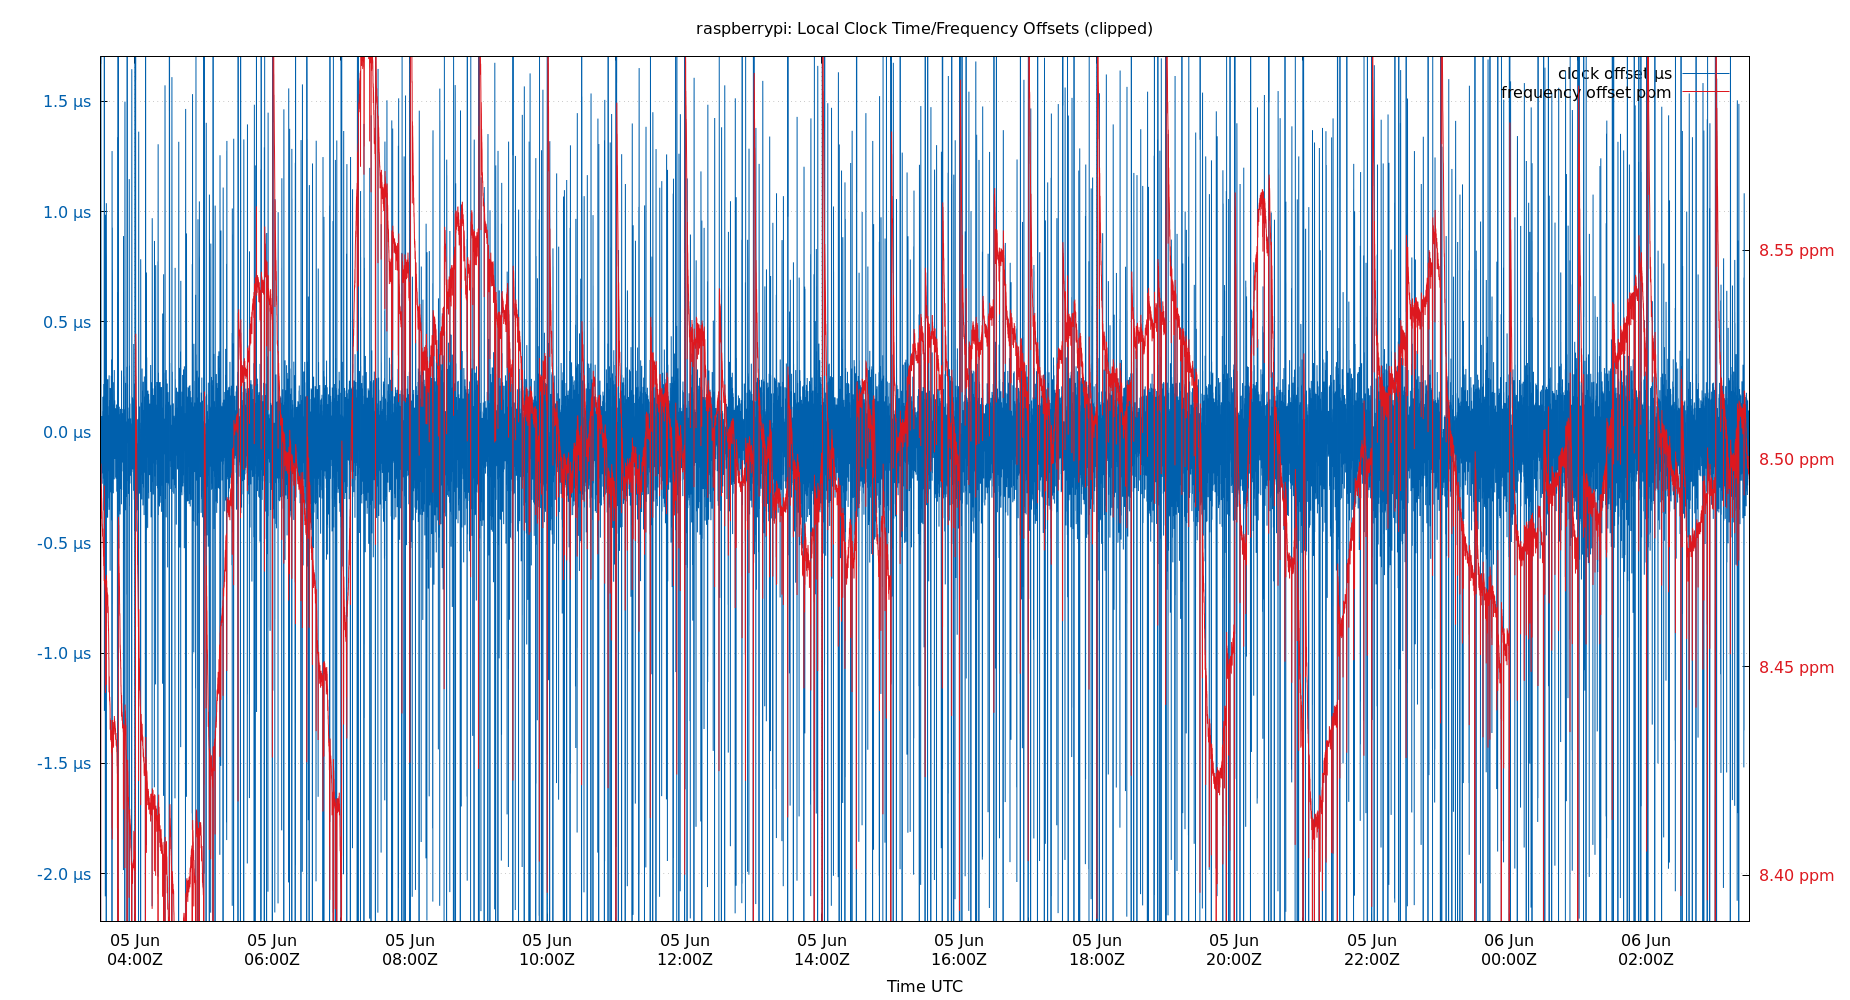 raspberrypi: Local Clock Time/Frequency Offsets (clipped)
clock offset µs
frequency offset ppm
1.5 µs
1.0 µs
0.5 µs
0.0 µs
-0.5 µs
-1.0 µs
-1.5 µs
-2.0 µs
8.55 ppm
8.50 ppm
8.45 ppm
8.40 ppm
05 Jun 05 Jun 05 Jun 05 Jun 05 Jun 05 Jun 05 Jun 05 Jun 05 Jun 05 Jun 06 Jun 06 Jun
04:00Z 06:00Z 08:00Z 10:00Z 12:00Z 14:00Z 16:00Z 18:00Z 20:00Z 22:00Z 00:00Z 02:00Z
Time UTC